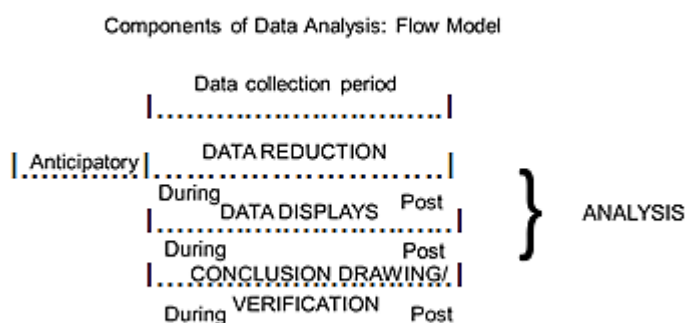 Components of Data Analysis: Flow Model
Data collection period
Anticipatory DATA REDUCTION
During Post
DATA DISPLAYS
During Post
CONCLUSION DRAWING/
VERIFICATION
During Post
ANALYSIS